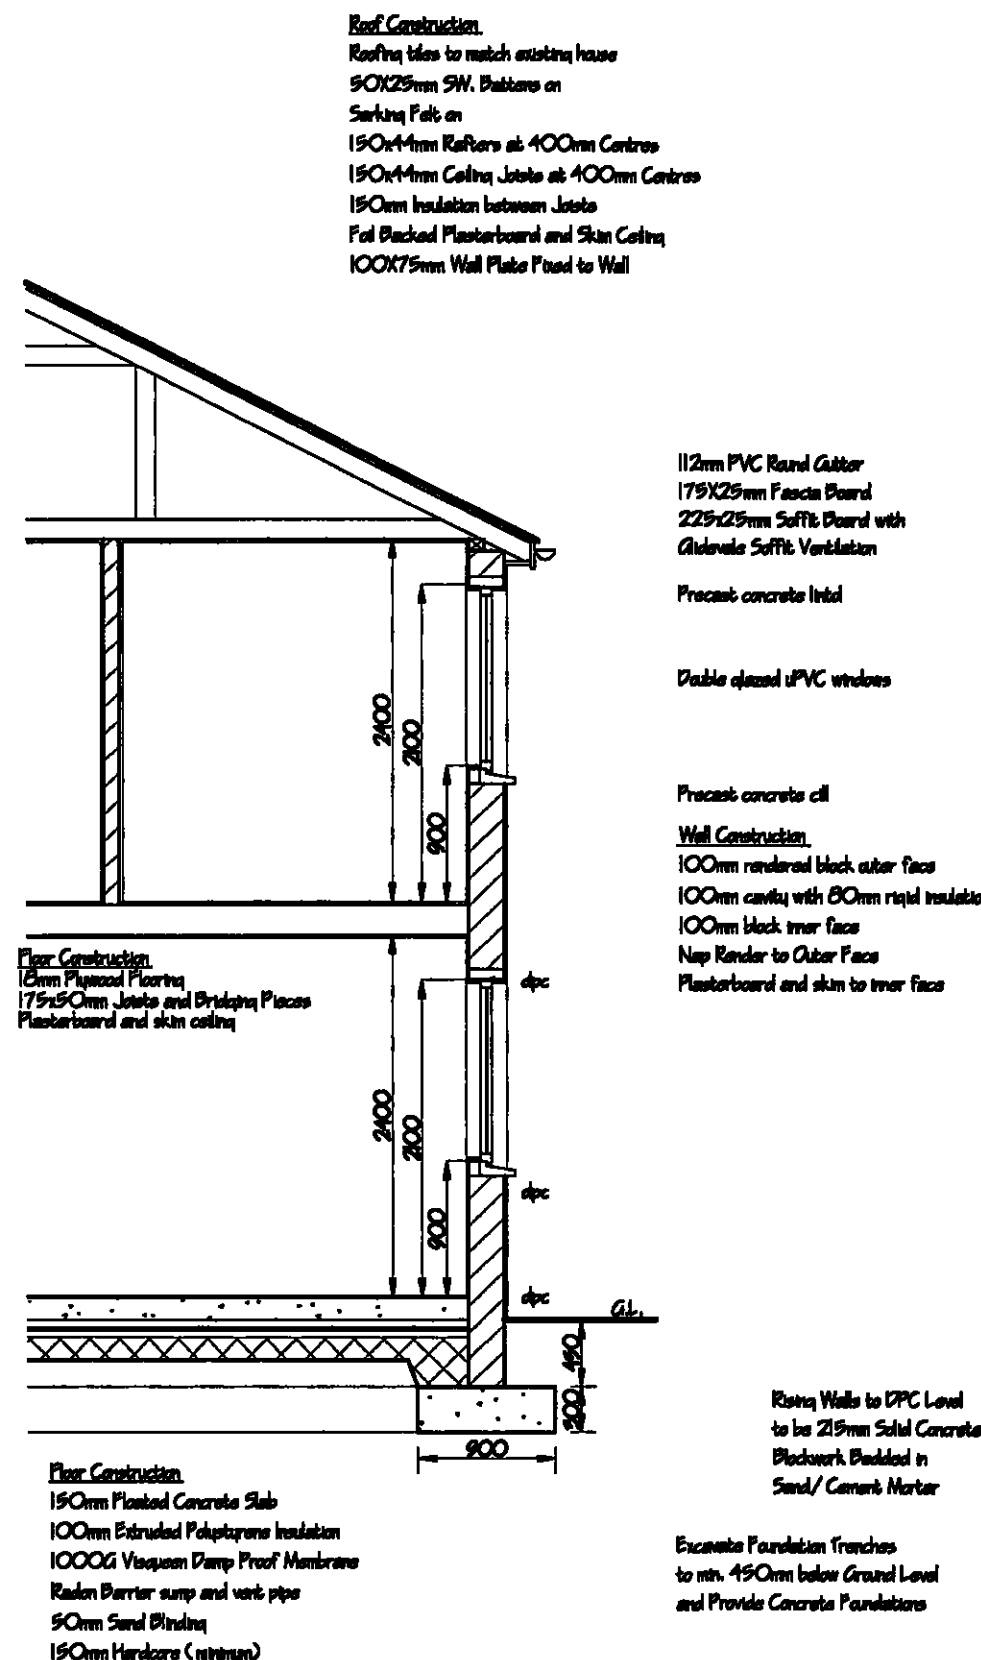 Roof Construction
Roofing tiles to match existing house
50X25mm SW. Battens on
Sarking Felt on
150x44mm Rafters at 400mm Centres
150x44mm Ceiling Joists at 400mm Centres
150mm Insulation between Joists
Foil Backed Plasterboard and Skim Ceiling
100X75mm Wall Plate Fixed to Wall
112mm PVC Round Gutter
175X25mm Fascia Board
225x25mm Soffit Board with
Glidevale Soffit Ventilation
Precast concrete lintel
Double glazed uPVC windows
2400
2100
900
Precast concrete cill
Wall Construction
100mm rendered block outer face
100mm cavity with 80mm rigid insulatio
100mm block inner face
Nap Render to Outer Face
Plasterboard and skim to inner face
Floor Construction
18mm Plywood Flooring
175x50mm Joists and Bridging Pieces
Plasterboard and skim ceiling
dpc
2400
2100
900
dpc
dpc
G.L.
450
200
900
Rising Walls to DPC Level
to be 215mm Solid Concrete
Blockwork Bedded in
Sand/ Cement Mortar
Floor Construction
150mm Floated Concrete Slab
100mm Extruded Polystyrene Insulation
1000G Visqueen Damp Proof Membrane
Radon Barrier sump and vent pipe
50mm Sand Blinding
150mm Hardcore ( minimum)
Excavate Foundation Trenches
to min. 450mm below Ground Level
and Provide Concrete Foundations